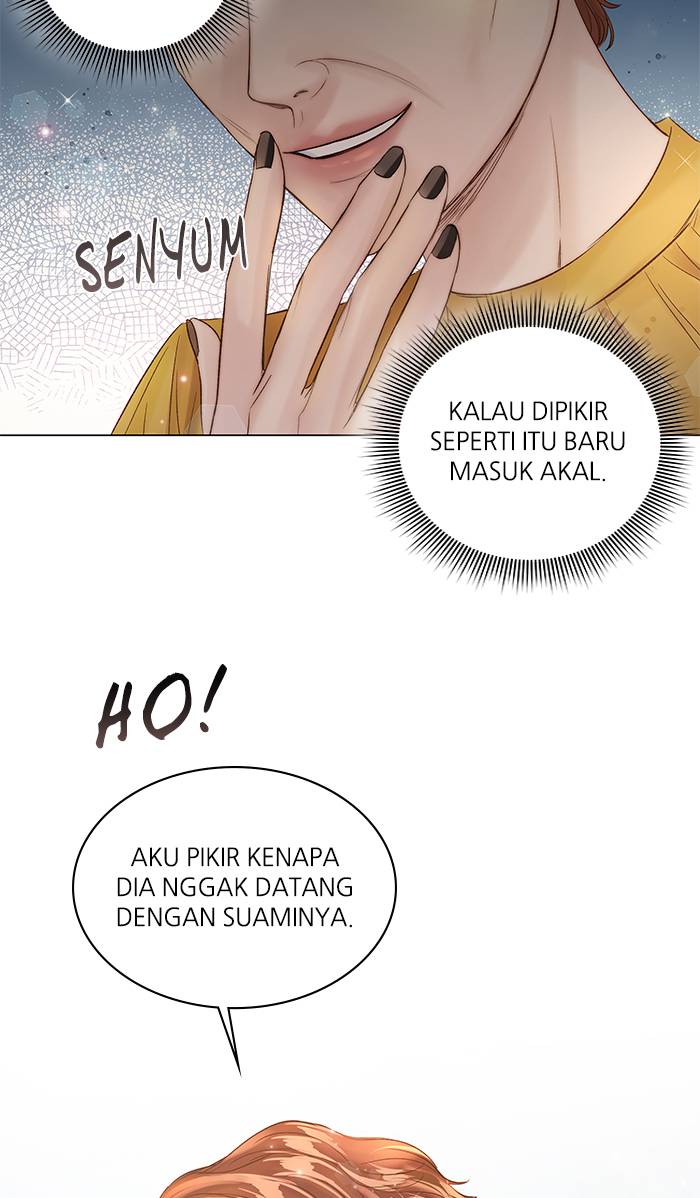 SENYUM
KALAU DIPIKIR
SEPERTI ITU BARU
MASUK AKAL.
HO!
AKU PIKIR KENAPA
DIA NGGAK DATANG
DENGAN SUAMINYA.